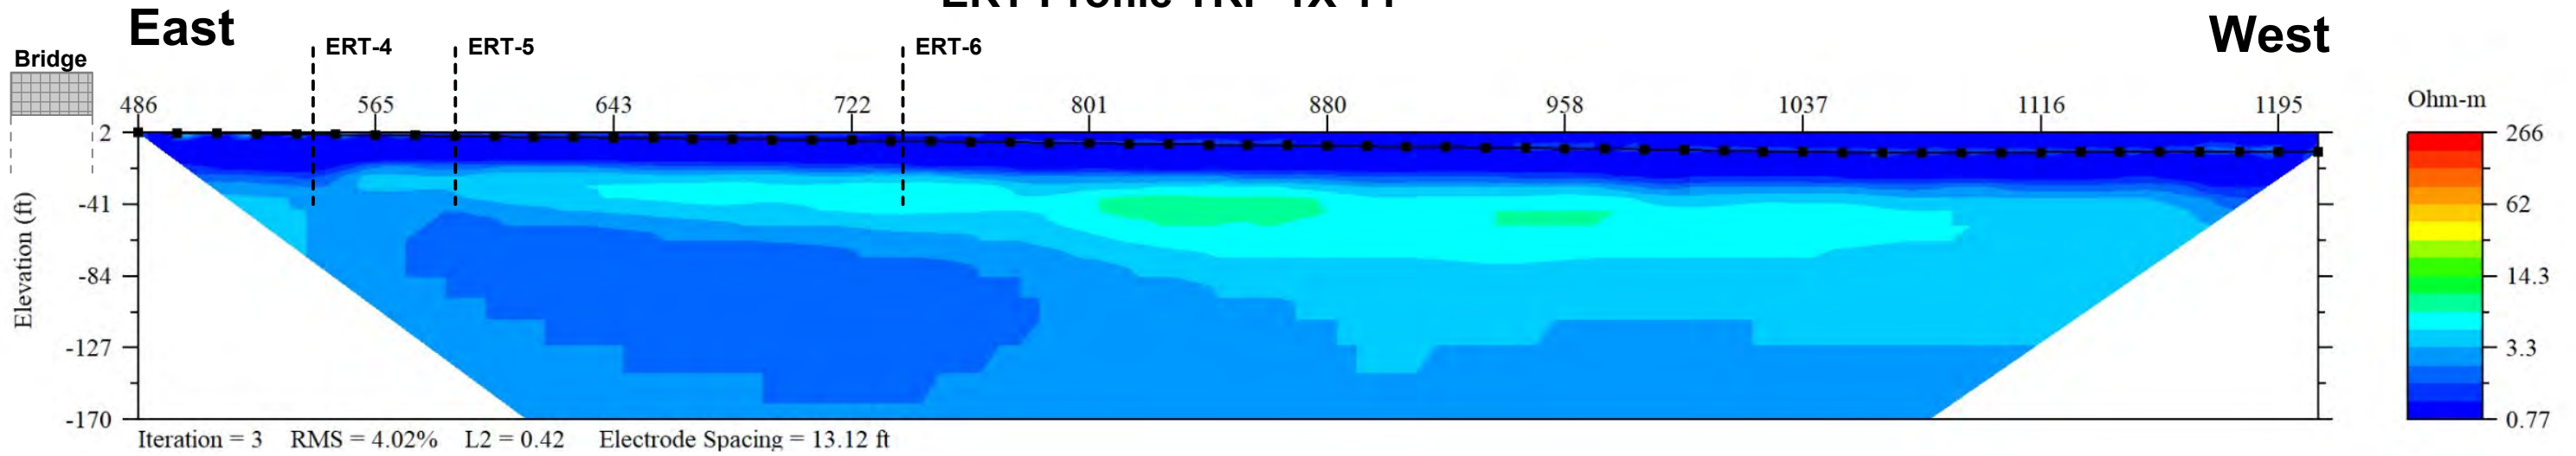 East
West
Bridge
ERT-4
ERT-5
ERT-6
486 565 643 722 801 880 958 1037 1116 1195
Ohm-m
2
-41
-84
-127
-170
Elevation (ft)
266
62
14.3
3.3
0.77
Iteration = 3 RMS = 4.02% L2 = 0.42 Electrode Spacing = 13.12 ft